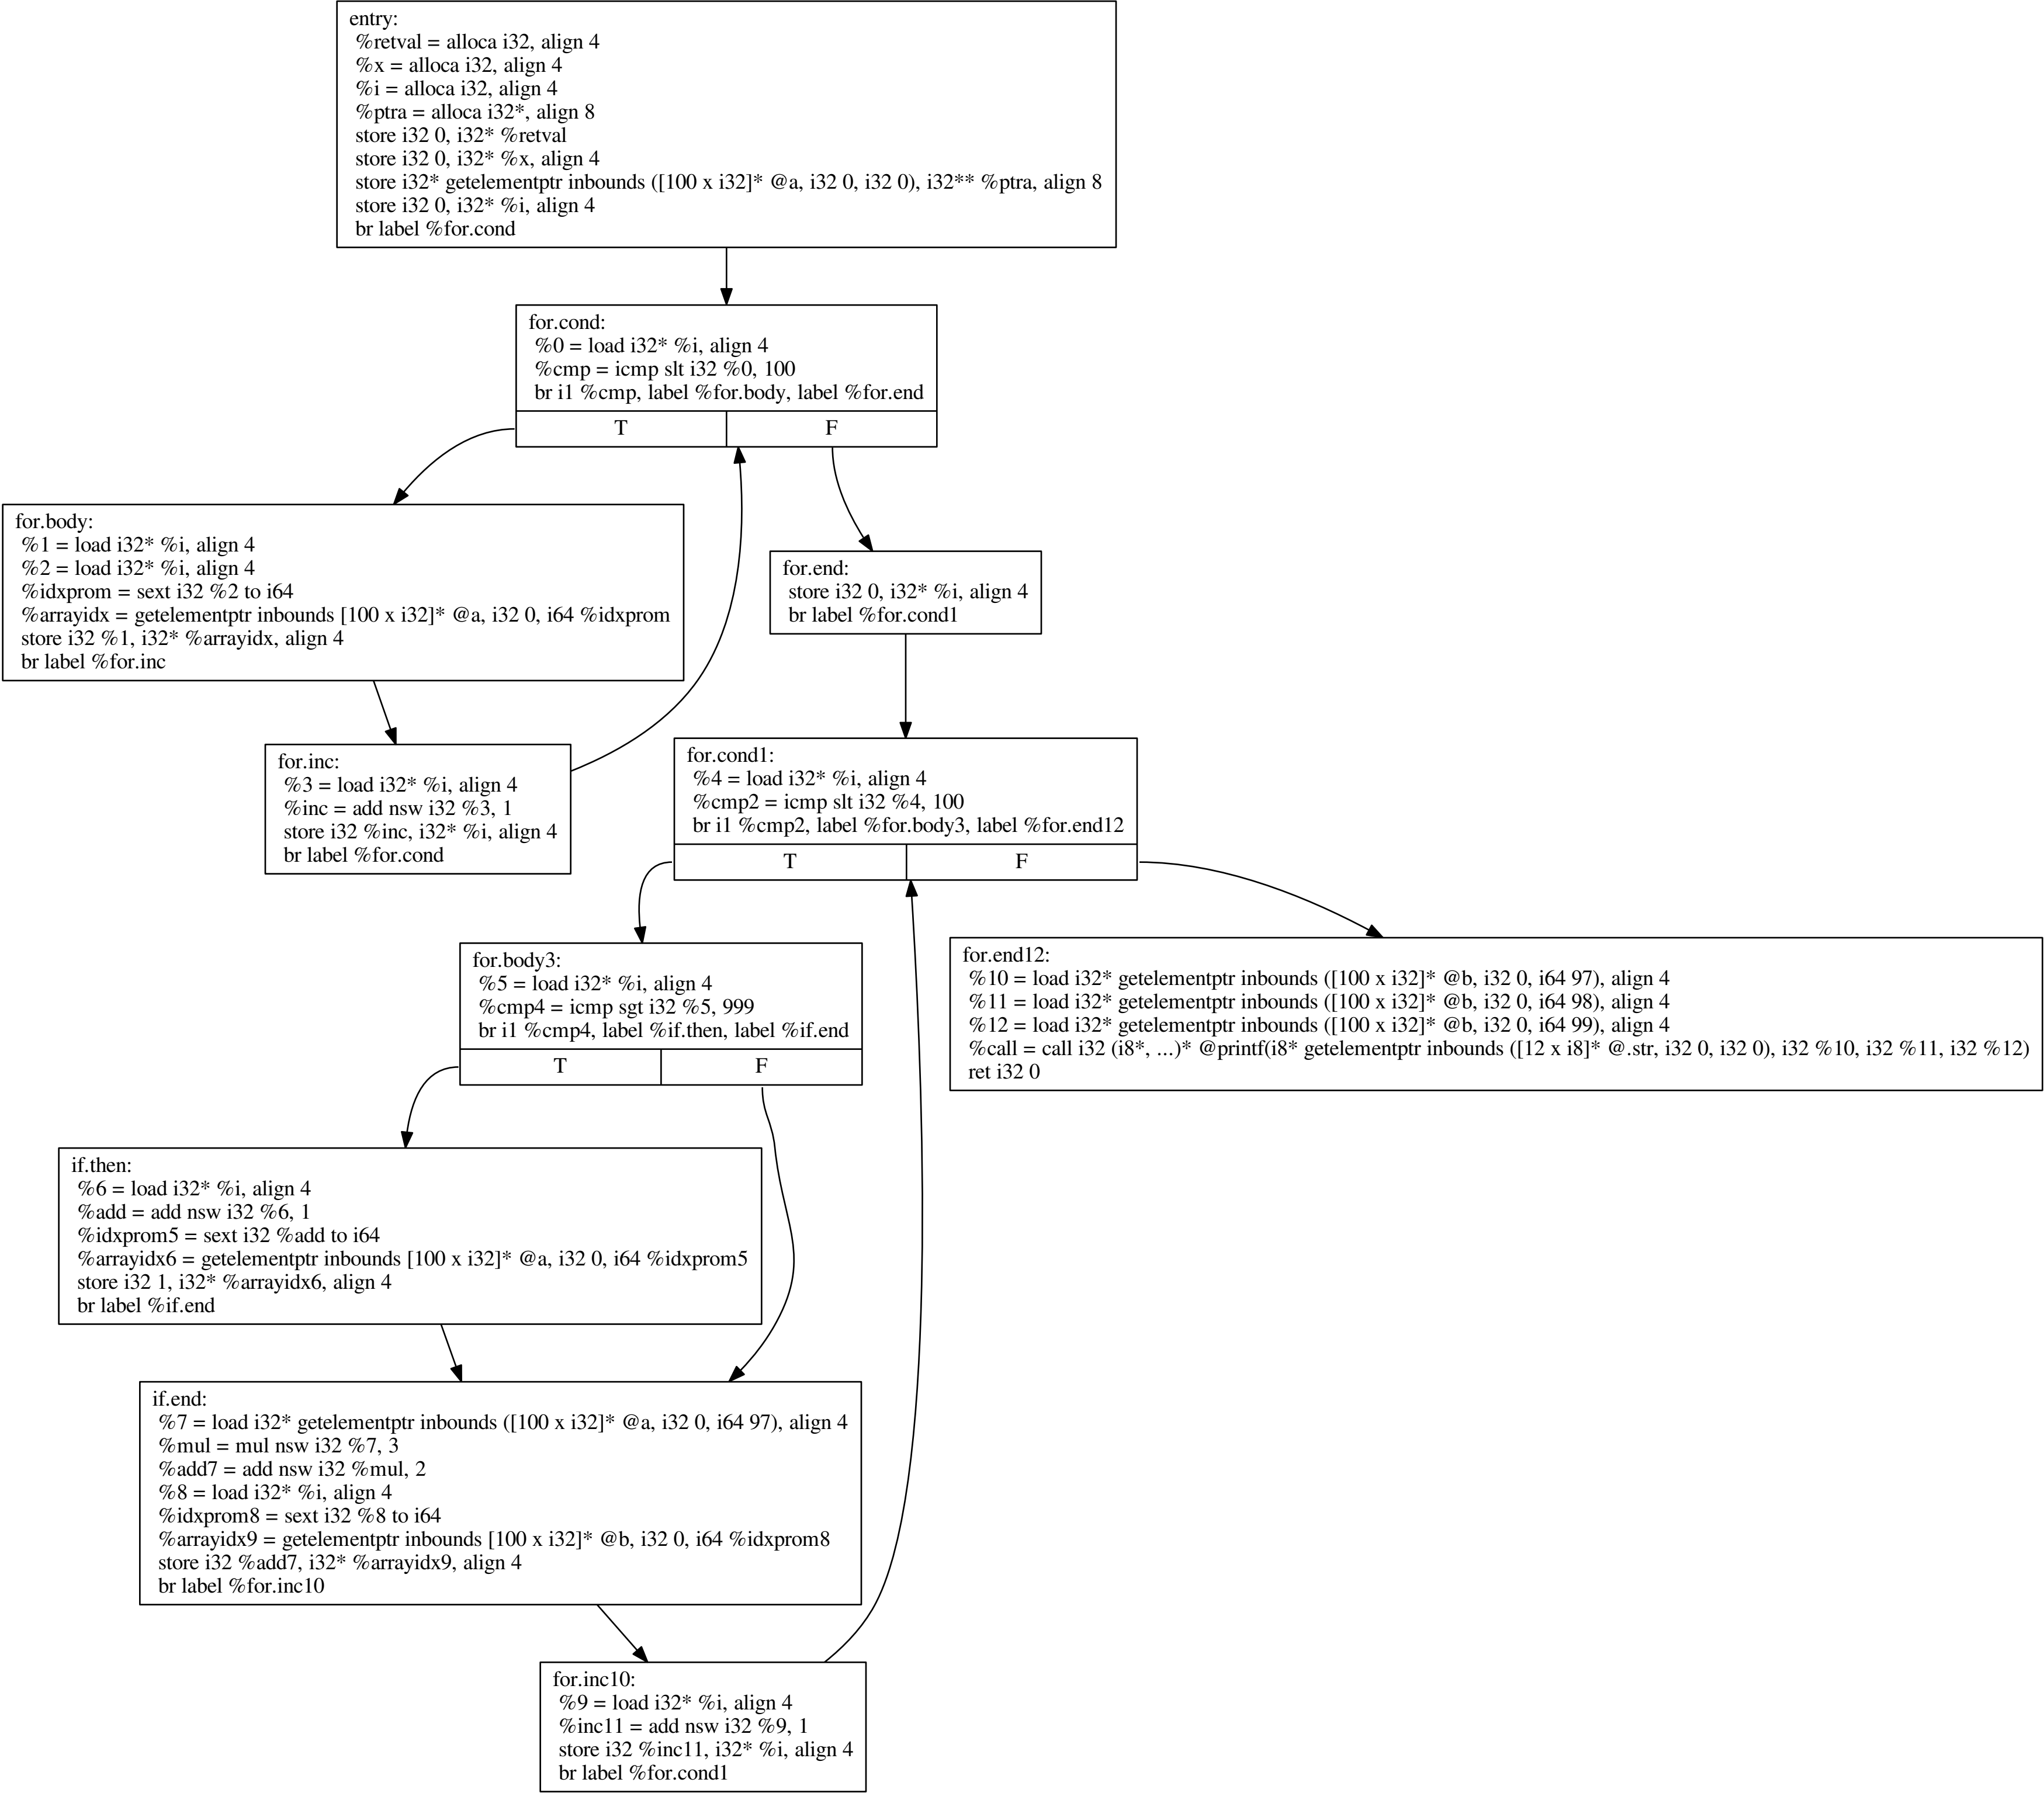 entry:
%retval = alloca i32, align 4
%x = alloca i32, align 4
%i = alloca i32, align 4
%ptra = alloca i32*, align 8
store i32 0, i32* %retval
store i32 0, i32* %x, align 4
store i32* getelementptr inbounds ([100 x i32]* @a, i32 0, i32 0), i32** %ptra, align 8
store i32 0, i32* %i, align 4
br label %for.cond
for.cond:
%0 = load i32* %i, align 4
%cmp = icmp slt i32 %0, 100
br i1 %cmp, label %for.body, label %for.end
T F
for.body:
%1 = load i32* %i, align 4
%2 = load i32* %i, align 4
%idxprom = sext i32 %2 to i64
%arrayidx = getelementptr inbounds [100 x i32]* @a, i32 0, i64 %idxprom
store i32 %1, i32* %arrayidx, align 4
br label %for.inc
for.end:
store i32 0, i32* %i, align 4
br label %for.cond1
for.inc:
%3 = load i32* %i, align 4
%inc = add nsw i32 %3, 1
store i32 %inc, i32* %i, align 4
br label %for.cond
for.cond1:
%4 = load i32* %i, align 4
%cmp2 = icmp slt i32 %4, 100
br i1 %cmp2, label %for.body3, label %for.end12
T F
for.body3:
%5 = load i32* %i, align 4
%cmp4 = icmp sgt i32 %5, 999
br i1 %cmp4, label %if.then, label %if.end
T F
for.end12:
%10 = load i32* getelementptr inbounds ([100 x i32]* @b, i32 0, i64 97), align 4
%11 = load i32* getelementptr inbounds ([100 x i32]* @b, i32 0, i64 98), align 4
%12 = load i32* getelementptr inbounds ([100 x i32]* @b, i32 0, i64 99), align 4
%call = call i32 (i8*, ...)* @printf(i8* getelementptr inbounds ([12 x i8]* @.str, i32 0, i32 0), i32 %10, i32 %11, i32 %12)
ret i32 0
if.then:
%6 = load i32* %i, align 4
%add = add nsw i32 %6, 1
%idxprom5 = sext i32 %add to i64
%arrayidx6 = getelementptr inbounds [100 x i32]* @a, i32 0, i64 %idxprom5
store i32 1, i32* %arrayidx6, align 4
br label %if.end
if.end:
%7 = load i32* getelementptr inbounds ([100 x i32]* @a, i32 0, i64 97), align 4
%mul = mul nsw i32 %7, 3
%add7 = add nsw i32 %mul, 2
%8 = load i32* %i, align 4
%idxprom8 = sext i32 %8 to i64
%arrayidx9 = getelementptr inbounds [100 x i32]* @b, i32 0, i64 %idxprom8
store i32 %add7, i32* %arrayidx9, align 4
br label %for.inc10
for.inc10:
%9 = load i32* %i, align 4
%inc11 = add nsw i32 %9, 1
store i32 %inc11, i32* %i, align 4
br label %for.cond1